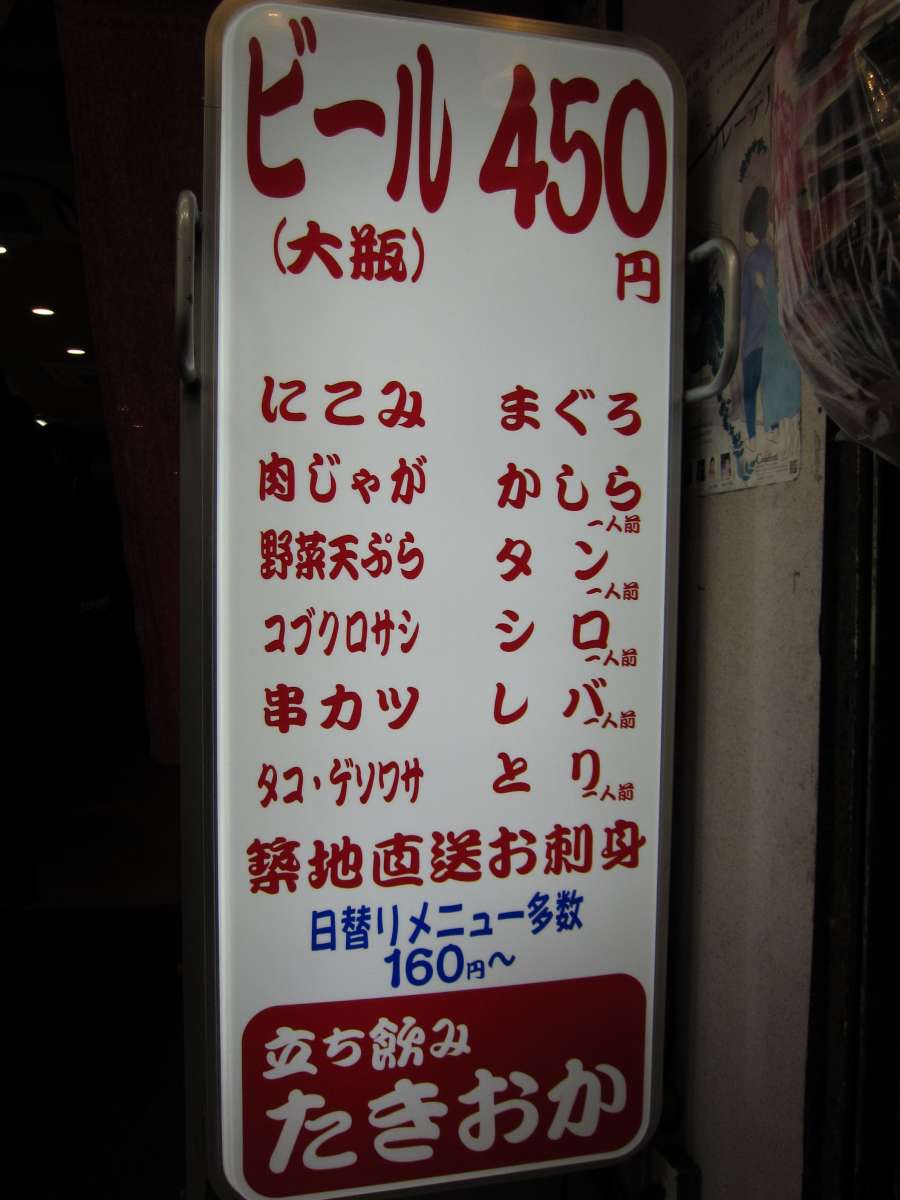 ビール 450
(大瓶) 円
にこみ まぐろ
肉じゃが かしら 一人前
野菜天ぷら タン 一人前
コブクロサシ シロ 一人前
串カツ レバ 一人前
タコ・ゲソワサ とり 一人前
築地直送お刺身
日替りメニュー多数
160円〜
立ち飲み
たきおか